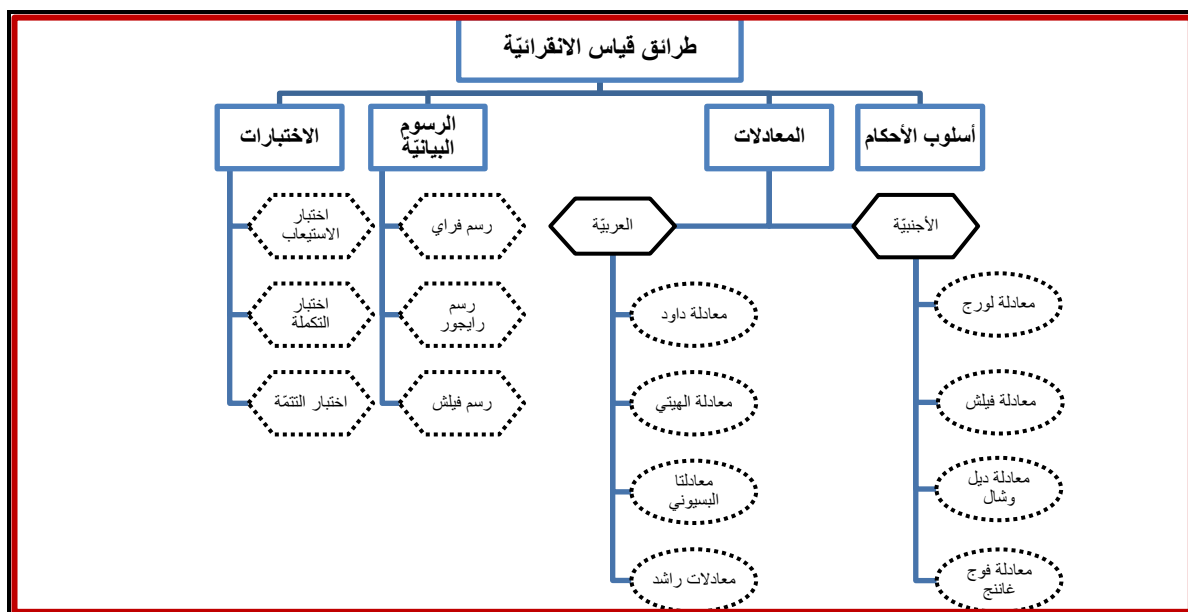 طرائق قياس الانقرائيّة
أسلوب الأحكام
المعادلات
الرسوم
البيانيّة
الاختبارات
الأجنبيّة
العربيّة
رسم فراي
اختبار
الاستيعاب
معادلة لورج
معادلة داود
رسم
رايجور
اختبار
التكملة
معادلة فيلش
معادلة الهيتي
رسم فيلش
اختبار التتمّة
معادلة ديل
وشال
معادلتا
البسيوني
معادلة فوج
غاننج
معادلات راشد